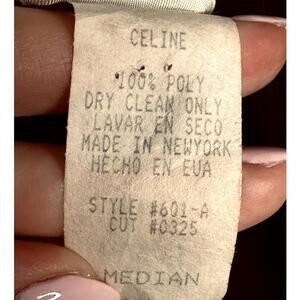 CELINE
100% POLY
DRY CLEAN ONLY
LAVAR EN SECO
MADE IN NEWYORK
HECHO EN EUA
STYLE #601-A
CUT #0325
MEDIAN